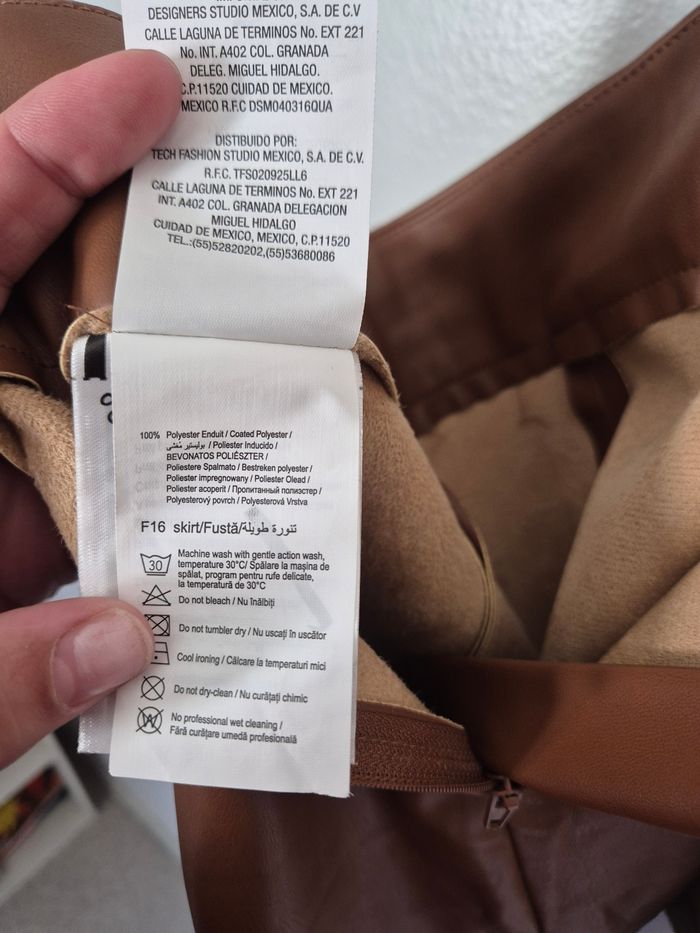 DESIGNERS STUDIO MEXICO, S.A. DE C.V
CALLE LAGUNA DE TERMINOS No. EXT 221
No. INT. A402 COL. GRANADA
DELEG. MIGUEL HIDALGO.
C.P.11520 CUIDAD DE MEXICO.
MEXICO R.F.C DSM040316QUA
DISTIBUIDO POR:
TECH FASHION STUDIO MEXICO, S.A. DE C.V.
R.F.C. TFS020925LL6
CALLE LAGUNA DE TERMINOS No. EXT 221
INT. A402 COL. GRANADA DELEGACION
MIGUEL HIDALGO
CUIDAD DE MEXICO, MEXICO, C.P.11520
TEL.:(55)52820202,(55)53680086
100% Polyester Enduit / Coated Polyester /
بوليستير مُغشى / Poliester Inducido /
BEVONATOS POLIÉSZTER /
Poliestere Spalmato / Bestreken polyester /
Poliester impregnowany / Poliester Olead /
Poliester acoperit / Пропитанный полиэстер /
Polyesterový povrch / Polyesterová Vrstva
F16 skirt/Fustă/تنورة طويلة
30
Machine wash with gentle action wash,
temperature 30°C/ Spălare la maşina de
spălat, program pentru rufe delicate,
la temperatură de 30°C
Do not bleach / Nu înălbiți
Do not tumbler dry / Nu uscați în uscător
Cool ironing / Călcare la temperaturi mici
Do not dry-clean / Nu curățați chimic
W
No professional wet cleaning /
Fără curățare umedă profesională